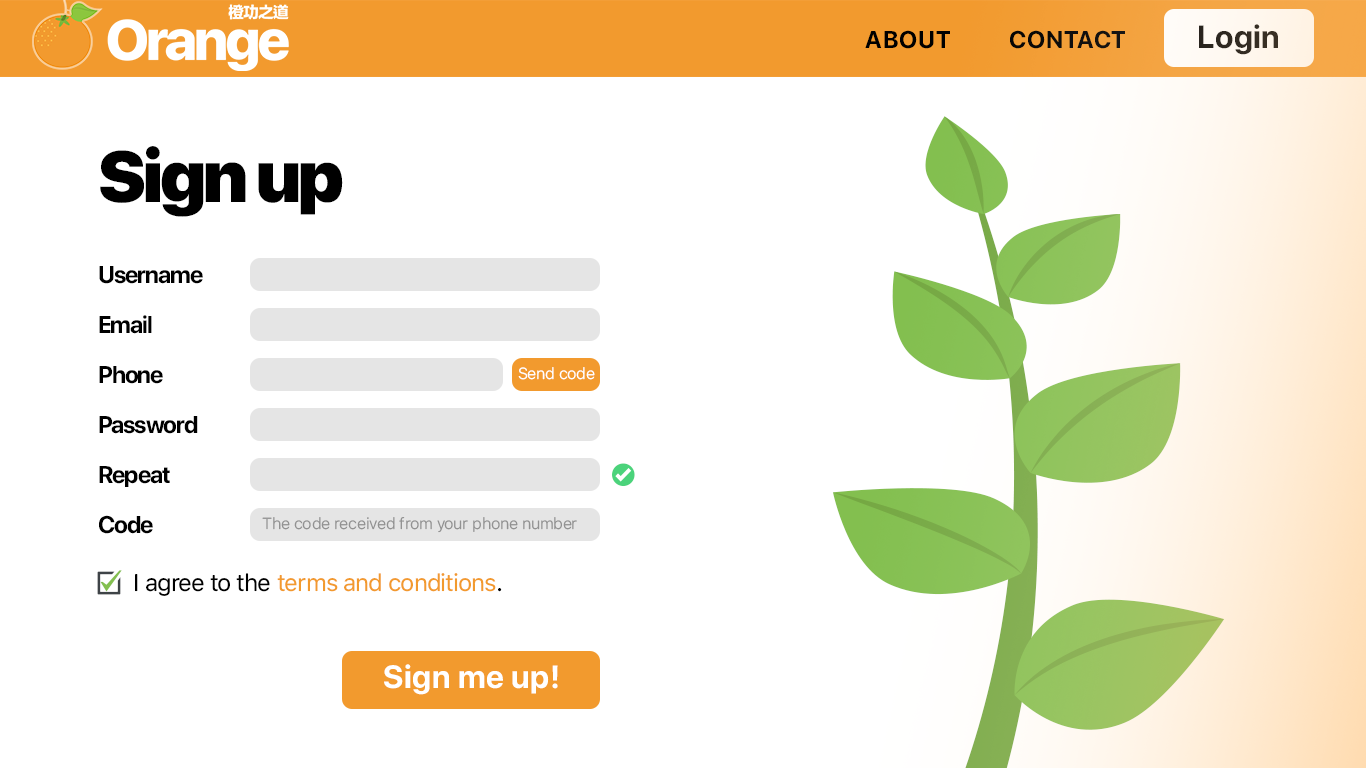 橙功之道
Orange
ABOUT
CONTACT
Login
Sign up
Username
Email
Phone
Send code
Password
Repeat
Code
The code received from your phone number
I agree to the terms and conditions.
Sign me up!